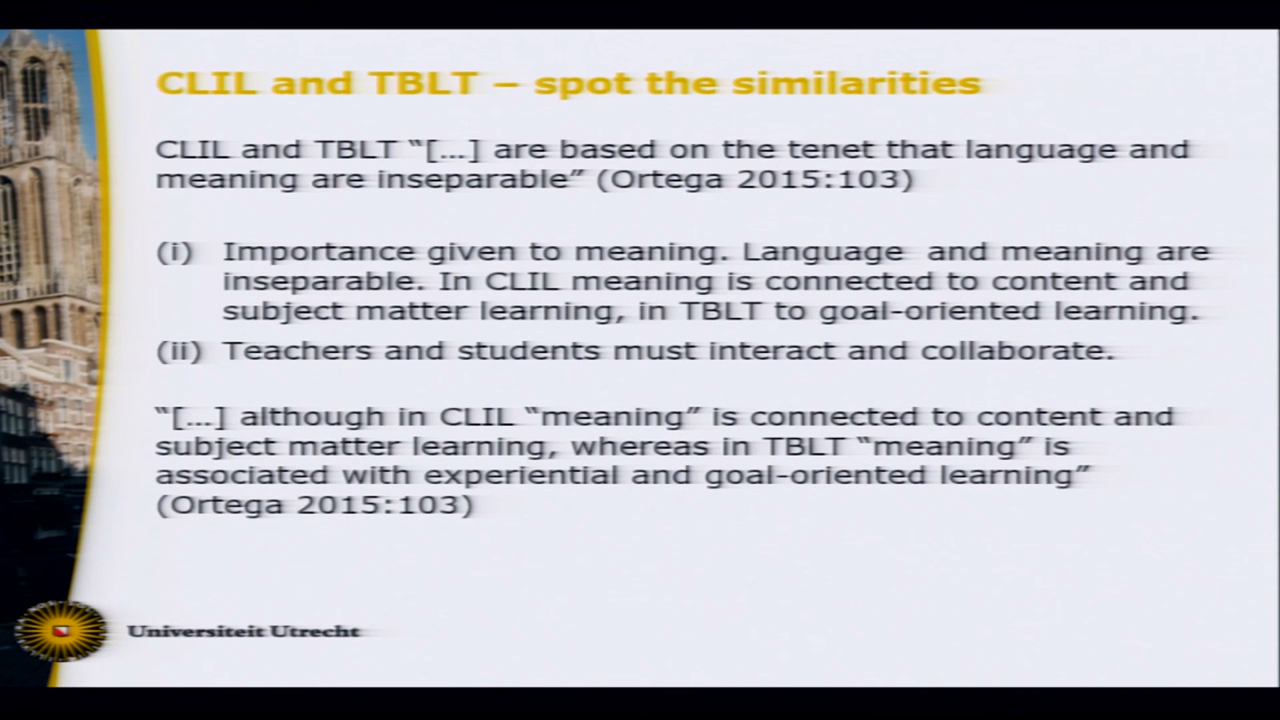 CLIL and TBLT – spot the similarities
CLIL and TBLT “[…] are based on the tenet that language and
meaning are inseparable” (Ortega 2015:103)
(i) Importance given to meaning. Language and meaning are
inseparable. In CLIL meaning is connected to content and
subject matter learning, in TBLT to goal-oriented learning.
(ii) Teachers and students must interact and collaborate.
“[…] although in CLIL “meaning” is connected to content and
subject matter learning, whereas in TBLT “meaning” is
associated with experiential and goal-oriented learning”
(Ortega 2015:103)
Universiteit Utrecht